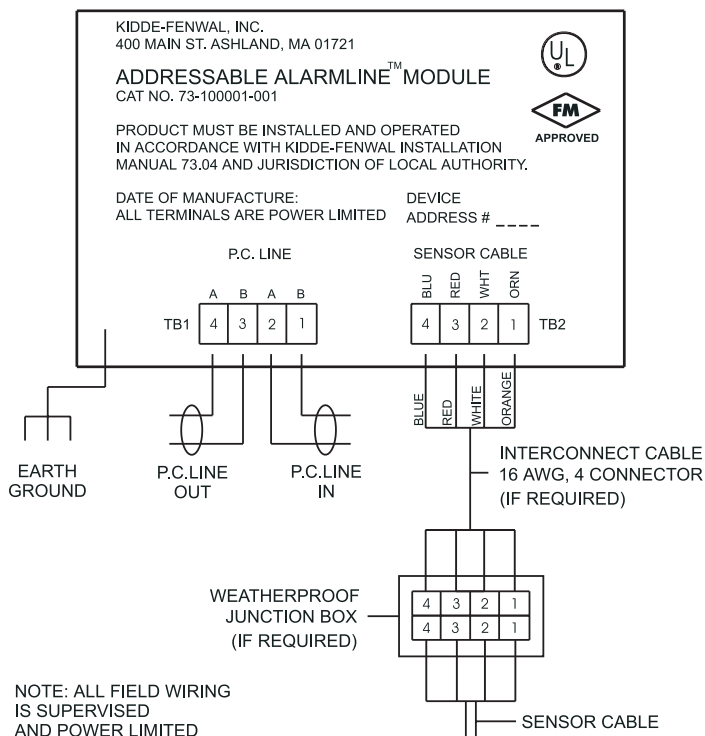 KIDDE-FENWAL, INC.
400 MAIN ST. ASHLAND, MA 01721
UL
®
ADDRESSABLE ALARMLINE™ MODULE
CAT NO. 73-100001-001
FM
APPROVED
PRODUCT MUST BE INSTALLED AND OPERATED
IN ACCORDANCE WITH KIDDE-FENWAL INSTALLATION
MANUAL 73.04 AND JURISDICTION OF LOCAL AUTHORITY.
DATE OF MANUFACTURE:
ALL TERMINALS ARE POWER LIMITED
DEVICE
ADDRESS # _ _ _ _
P.C. LINE
SENSOR CABLE
A B A B
BLU RED WHT ORN
TB1 4 3 2 1
4 3 2 1 TB2
BLUE RED WHITE ORANGE
EARTH
GROUND
P.C.LINE
OUT
P.C.LINE
IN
INTERCONNECT CABLE
16 AWG, 4 CONNECTOR
(IF REQUIRED)
WEATHERPROOF
JUNCTION BOX
(IF REQUIRED)
4 3 2 1
4 3 2 1
NOTE: ALL FIELD WIRING
IS SUPERVISED
AND POWER LIMITED
SENSOR CABLE